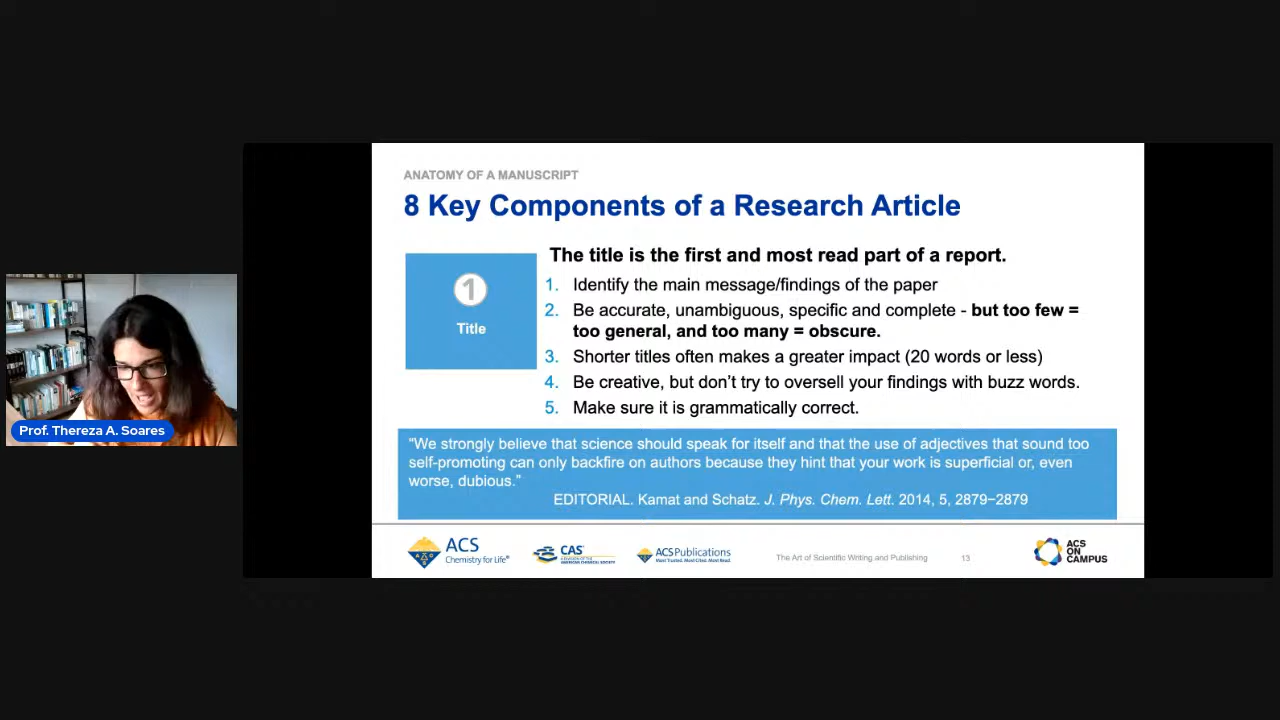 ANATOMY OF A MANUSCRIPT
8 Key Components of a Research Article
1
Title
The title is the first and most read part of a report.
1. Identify the main message/findings of the paper
2. Be accurate, unambiguous, specific and complete - but too few =
too general, and too many = obscure.
3. Shorter titles often makes a greater impact (20 words or less)
4. Be creative, but don't try to oversell your findings with buzz words.
5. Make sure it is grammatically correct.
"We strongly believe that science should speak for itself and that the use of adjectives that sound too
self-promoting can only backfire on authors because they hint that your work is superficial or, even
worse, dubious."
EDITORIAL. Kamat and Schatz. J. Phys. Chem. Lett. 2014, 5, 2879−2879
Prof. Thereza A. Soares
ACS
Chemistry for Life®
CAS
A DIVISION OF THE
AMERICAN CHEMICAL SOCIETY
ACS Publications
Most Trusted. Most Cited. Most Read.
The Art of Scientific Writing and Publishing
13
ACS
ON
CAMPUS